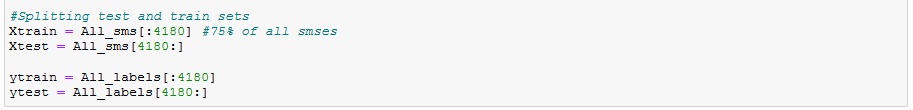 #Splitting test and train sets
Xtrain = All_sms[:4180] #75% of all smses
Xtest = All_sms[4180:]
ytrain = All_labels[:4180]
ytest = All_labels[4180:]